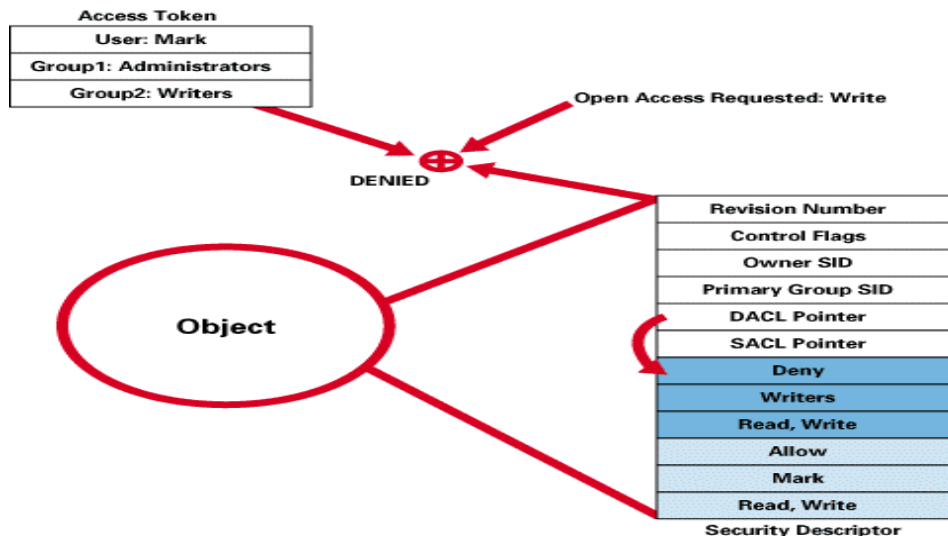 Access Token
User: Mark
Group1: Administrators
Group2: Writers
Open Access Requested: Write
DENIED
Object
Revision Number
Control Flags
Owner SID
Primary Group SID
DACL Pointer
SACL Pointer
Deny
Writers
Read, Write
Allow
Mark
Read, Write
Security Descriptor